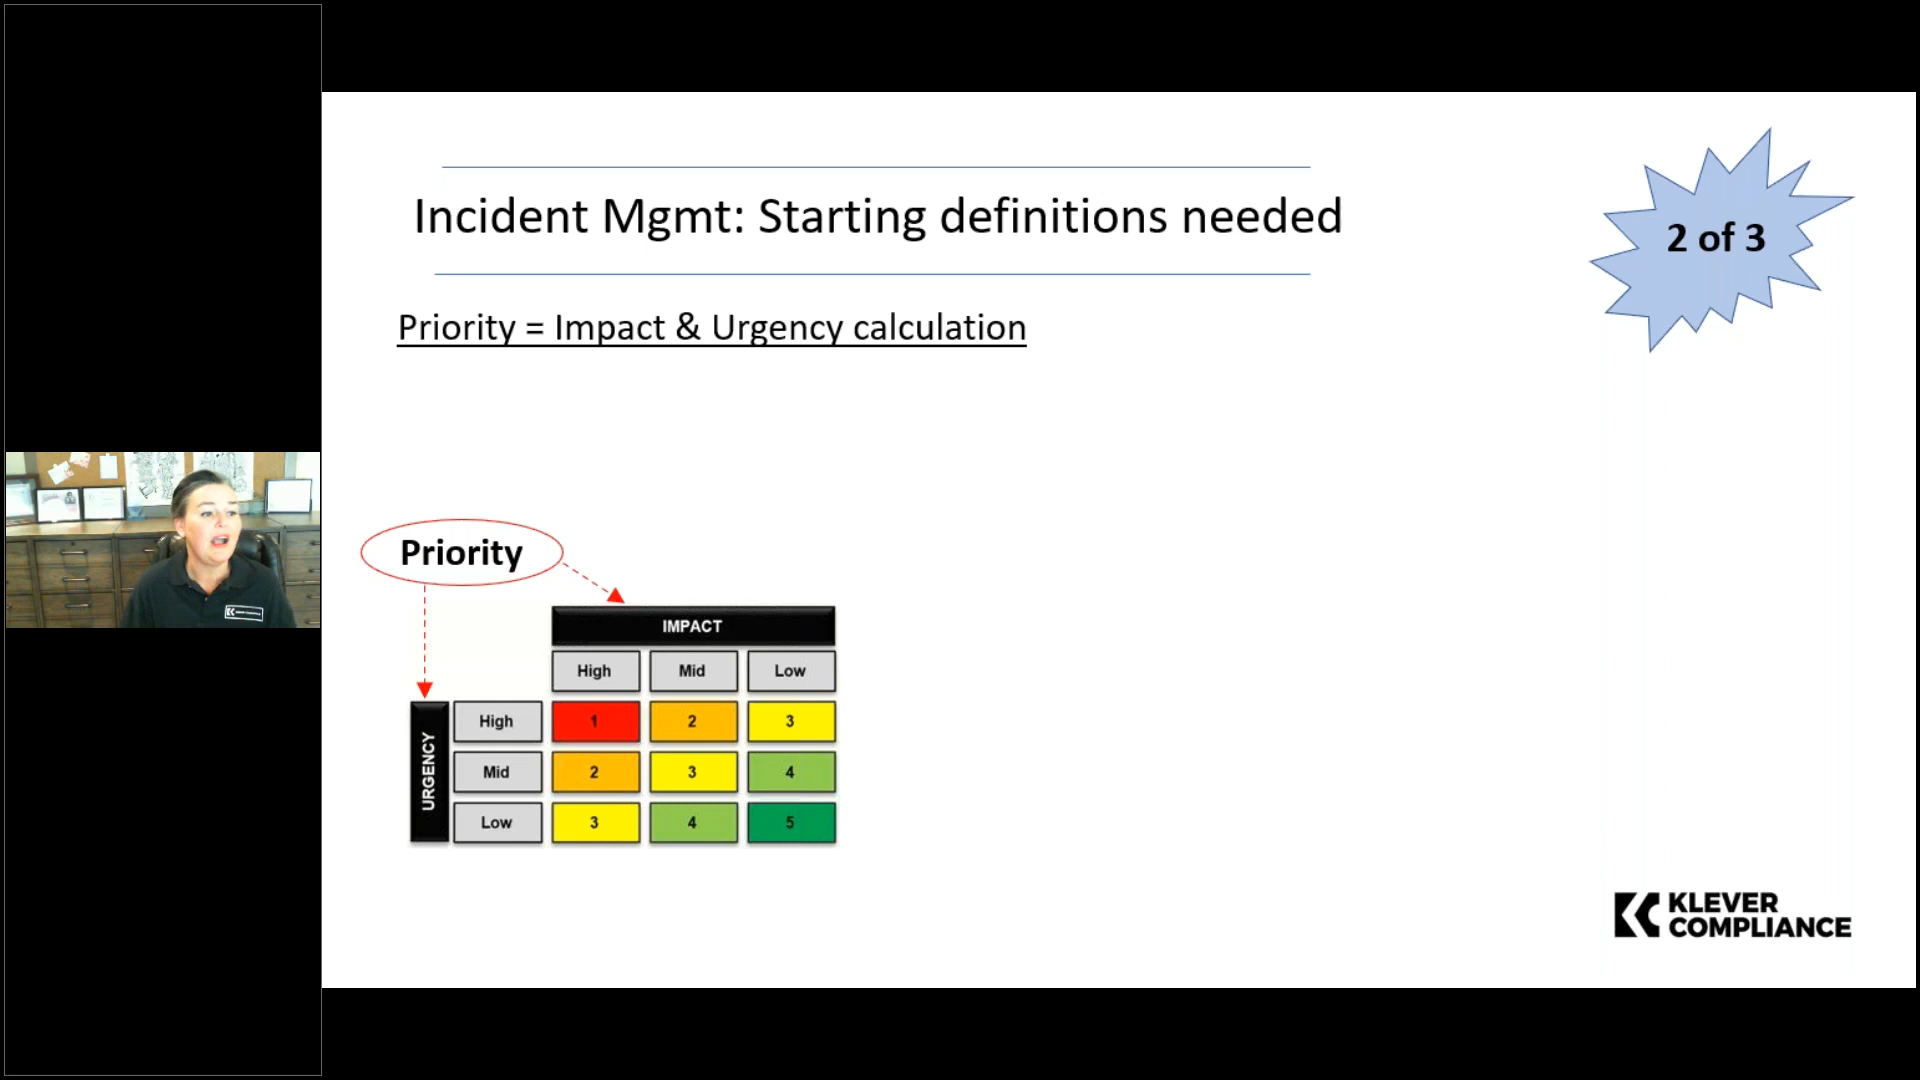 Incident Mgmt: Starting definitions needed
2 of 3
Priority = Impact & Urgency calculation
Priority
IMPACT
High Mid Low
URGENCY
High 1 2 3
Mid 2 3 4
Low 3 4 5
KLEVER
COMPLIANCE